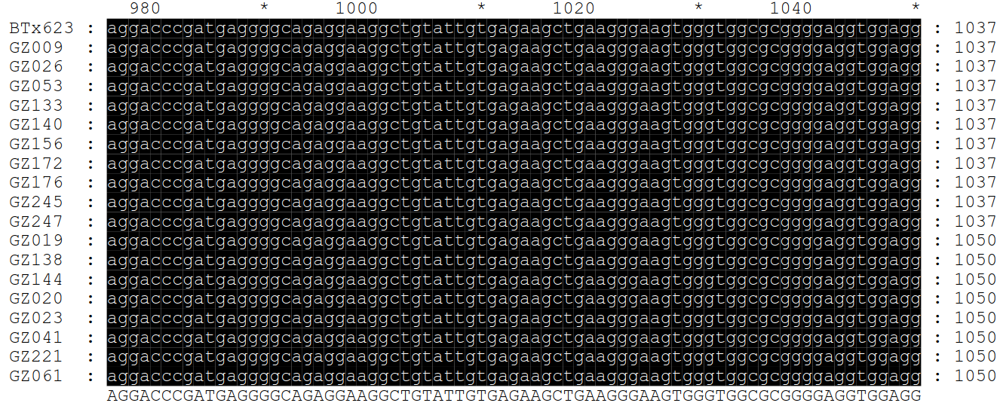 980 * 1000 * 1020 * 1040 *
BTx623 : aggacccgatgaggggcagaggaaggctgtattgtgagaagctgaagggaagtgggtggcgcggggaggtggagg : 1037
GZ009 : aggacccgatgaggggcagaggaaggctgtattgtgagaagctgaagggaagtgggtggcgcggggaggtggagg : 1037
GZ026 : aggacccgatgaggggcagaggaaggctgtattgtgagaagctgaagggaagtgggtggcgcggggaggtggagg : 1037
GZ053 : aggacccgatgaggggcagaggaaggctgtattgtgagaagctgaagggaagtgggtggcgcggggaggtggagg : 1037
GZ133 : aggacccgatgaggggcagaggaaggctgtattgtgagaagctgaagggaagtgggtggcgcggggaggtggagg : 1037
GZ140 : aggacccgatgaggggcagaggaaggctgtattgtgagaagctgaagggaagtgggtggcgcggggaggtggagg : 1037
GZ156 : aggacccgatgaggggcagaggaaggctgtattgtgagaagctgaagggaagtgggtggcgcggggaggtggagg : 1037
GZ172 : aggacccgatgaggggcagaggaaggctgtattgtgagaagctgaagggaagtgggtggcgcggggaggtggagg : 1037
GZ176 : aggacccgatgaggggcagaggaaggctgtattgtgagaagctgaagggaagtgggtggcgcggggaggtggagg : 1037
GZ245 : aggacccgatgaggggcagaggaaggctgtattgtgagaagctgaagggaagtgggtggcgcggggaggtggagg : 1037
GZ247 : aggacccgatgaggggcagaggaaggctgtattgtgagaagctgaagggaagtgggtggcgcggggaggtggagg : 1037
GZ019 : aggacccgatgaggggcagaggaaggctgtattgtgagaagctgaagggaagtgggtggcgcggggaggtggagg : 1050
GZ138 : aggacccgatgaggggcagaggaaggctgtattgtgagaagctgaagggaagtgggtggcgcggggaggtggagg : 1050
GZ144 : aggacccgatgaggggcagaggaaggctgtattgtgagaagctgaagggaagtgggtggcgcggggaggtggagg : 1050
GZ020 : aggacccgatgaggggcagaggaaggctgtattgtgagaagctgaagggaagtgggtggcgcggggaggtggagg : 1050
GZ023 : aggacccgatgaggggcagaggaaggctgtattgtgagaagctgaagggaagtgggtggcgcggggaggtggagg : 1050
GZ041 : aggacccgatgaggggcagaggaaggctgtattgtgagaagctgaagggaagtgggtggcgcggggaggtggagg : 1050
GZ221 : aggacccgatgaggggcagaggaaggctgtattgtgagaagctgaagggaagtgggtggcgcggggaggtggagg : 1050
GZ061 : aggacccgatgaggggcagaggaaggctgtattgtgagaagctgaagggaagtgggtggcgcggggaggtggagg : 1050
AGGACCCGATGAGGGGCAGAGGAAGGCTGTATTGTGAGAAGCTGAAGGGAAGTGGGTGGCGCGGGGAGGTGGAGG